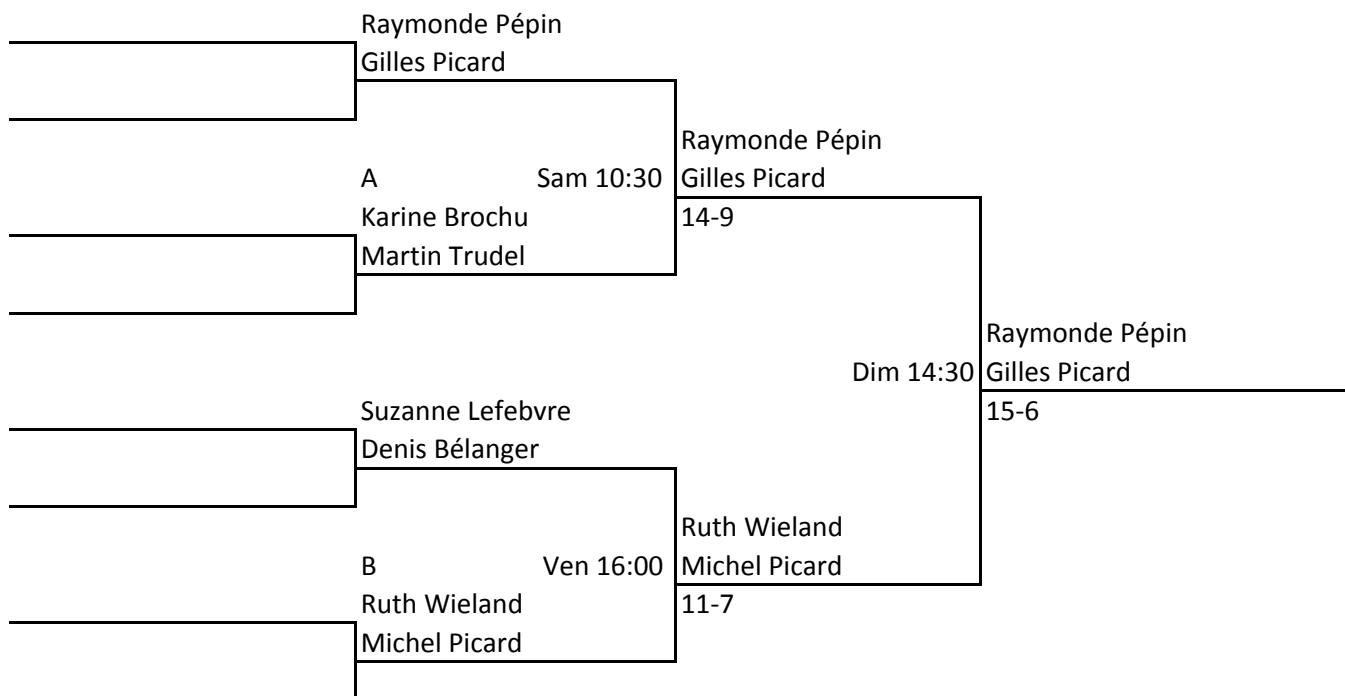 Raymonde Pépin
Gilles Picard
Raymonde Pépin
A Sam 10:30 Gilles Picard
Karine Brochu 14-9
Martin Trudel
Raymonde Pépin
Dim 14:30 Gilles Picard
Suzanne Lefebvre 15-6
Denis Bélanger
Ruth Wieland
B Ven 16:00 Michel Picard
Ruth Wieland 11-7
Michel Picard